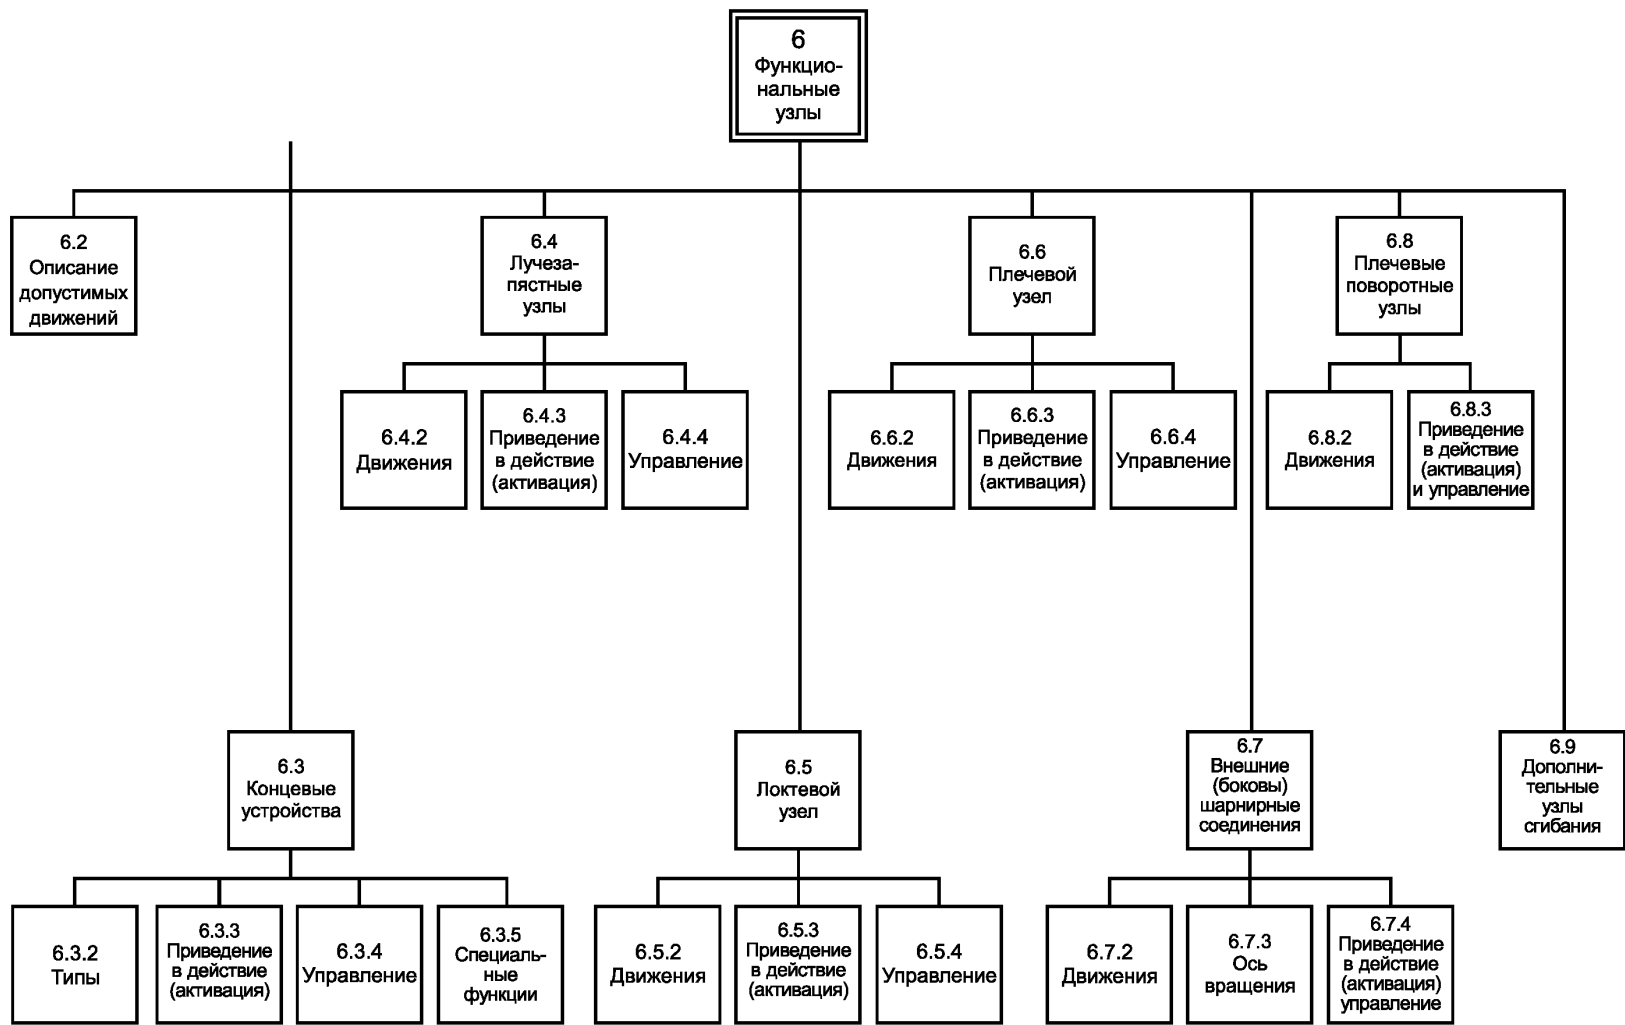 6
Функцио-
нальные
узлы
6.2
Описание
допустимых
движений
6.4
Лучеза-
пястные
узлы
6.6
Плечевой
узел
6.8
Плечевые
поворотные
узлы
6.4.2
Движения
6.4.3
Приведение
в действие
(активация)
6.4.4
Управление
6.6.2
Движения
6.6.3
Приведение
в действие
(активация)
6.6.4
Управление
6.8.2
Движения
6.8.3
Приведение
в действие
(активация)
и управление
6.3
Концевые
устройства
6.5
Локтевой
узел
6.7
Внешние
(боковы)
шарнирные
соединения
6.9
Дополни-
тельные
узлы
сгибания
6.3.2
Типы
6.3.3
Приведение
в действие
(активация)
6.3.4
Управление
6.3.5
Специаль-
ные
функции
6.5.2
Движения
6.5.3
Приведение
в действие
(активация)
6.5.4
Управление
6.7.2
Движения
6.7.3
Ось
вращения
6.7.4
Приведение
в действие
(активация)
управление